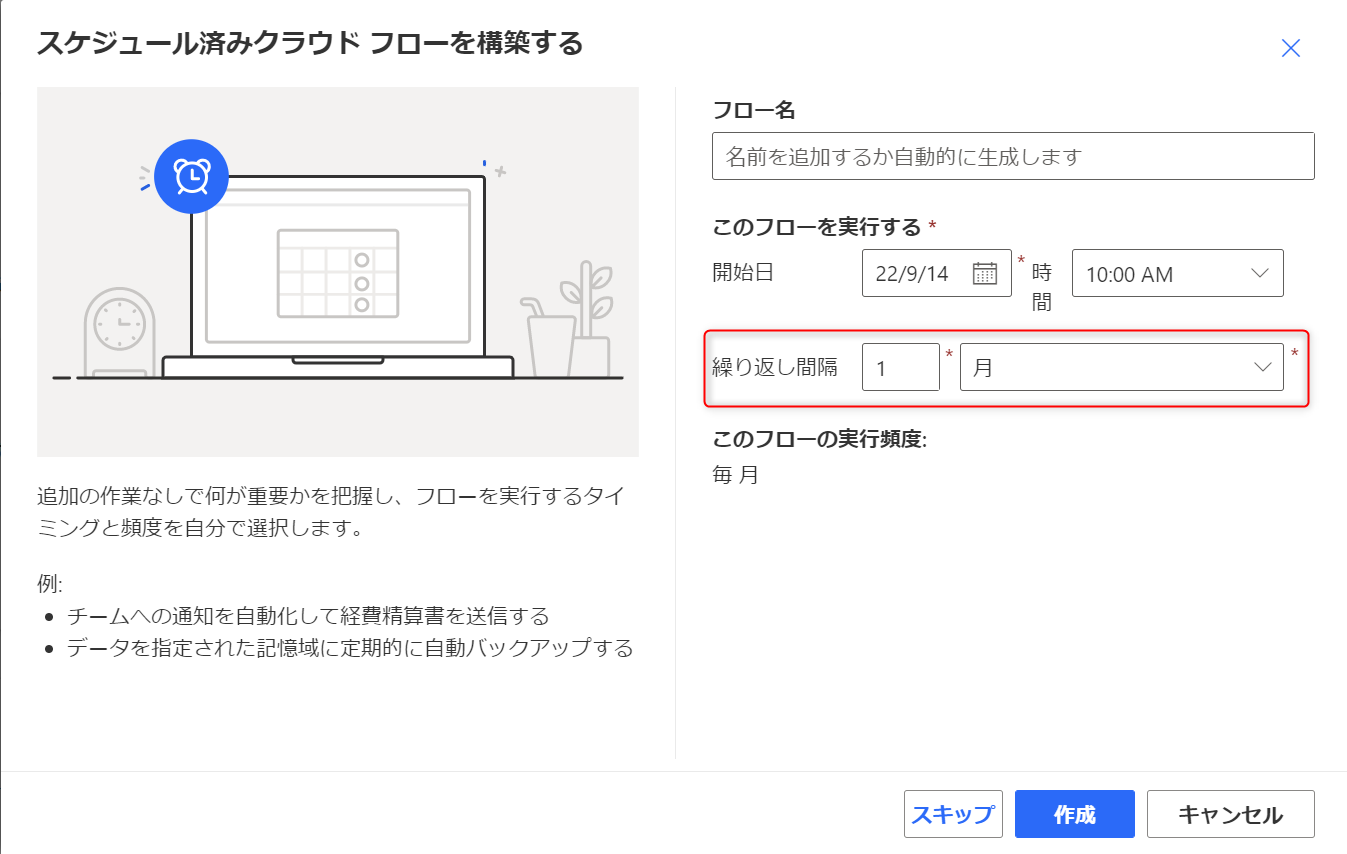 スケジュール済みクラウド フローを構築する
追加の作業なしで何が重要かを把握し、フローを実行するタイ
ミングと頻度を自分で選択します。
例:
• チームへの通知を自動化して経費精算書を送信する
• データを指定された記憶域に定期的に自動バックアップする
フロー名
名前を追加するか自動的に生成します
このフローを実行する *
開始日 22/9/14 * 時
間 10:00 AM
繰り返し間隔 1 * 月 *
このフローの実行頻度:
毎 月
スキップ 作成 キャンセル